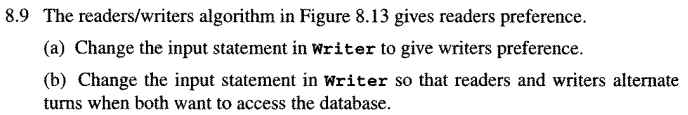 8.9 The readers/writers algorithm in Figure 8.13 gives readers preference.
(a) Change the input statement in Writer to give writers preference.
(b) Change the input statement in Writer so that readers and writers alternate
turns when both want to access the database.